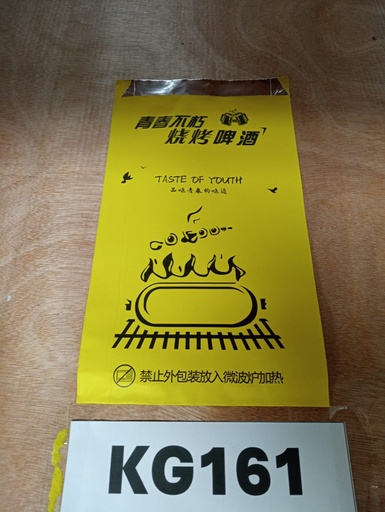 青春不朽
烧烤啤酒
TASTE OF YOUTH
品味青春的味道
禁止外包装放入微波炉加热
KG161